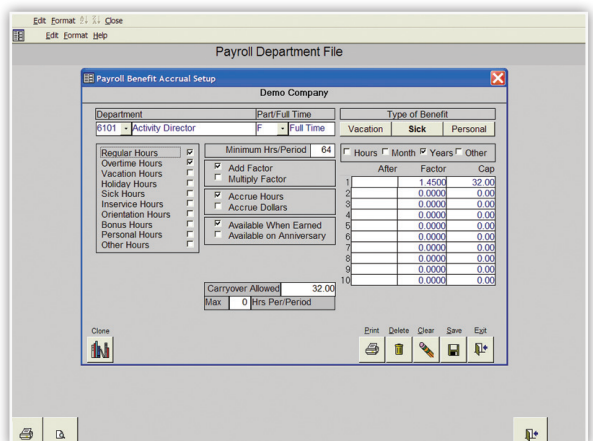 Edit Format Close
Edit Format Help
Payroll Department File
Payroll Benefit Accrual Setup
Demo Company
Department Part/Full Time Type of Benefit
6101 Activity Director F Full Time Vacation Sick Personal
Regular Hours
Overtime Hours
Vacation Hours
Holiday Hours
Sick Hours
Inservice Hours
Orientation Hours
Bonus Hours
Personal Hours
Other Hours
Minimum Hrs/Period 64
Add Factor
Multiply Factor
Accrue Hours
Accrue Dollars
Available When Earned
Available on Anniversary
Carryover Allowed 32.00
Max 0 Hrs Per/Period
Hours Month Years Other
After Factor Cap
1 1.4500 32.00
2 0.0000 0.00
3 0.0000 0.00
4 0.0000 0.00
5 0.0000 0.00
6 0.0000 0.00
7 0.0000 0.00
8 0.0000 0.00
9 0.0000 0.00
10 0.0000 0.00
Clone
Print Delete Clear Save Exit